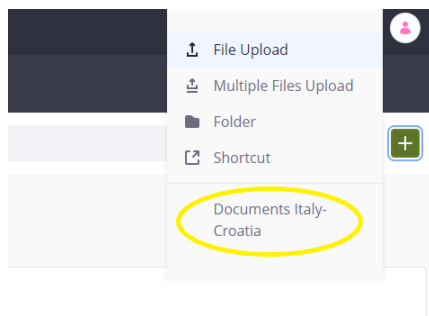 File Upload
Multiple Files Upload
Folder
Shortcut
Documents Italy-
Croatia